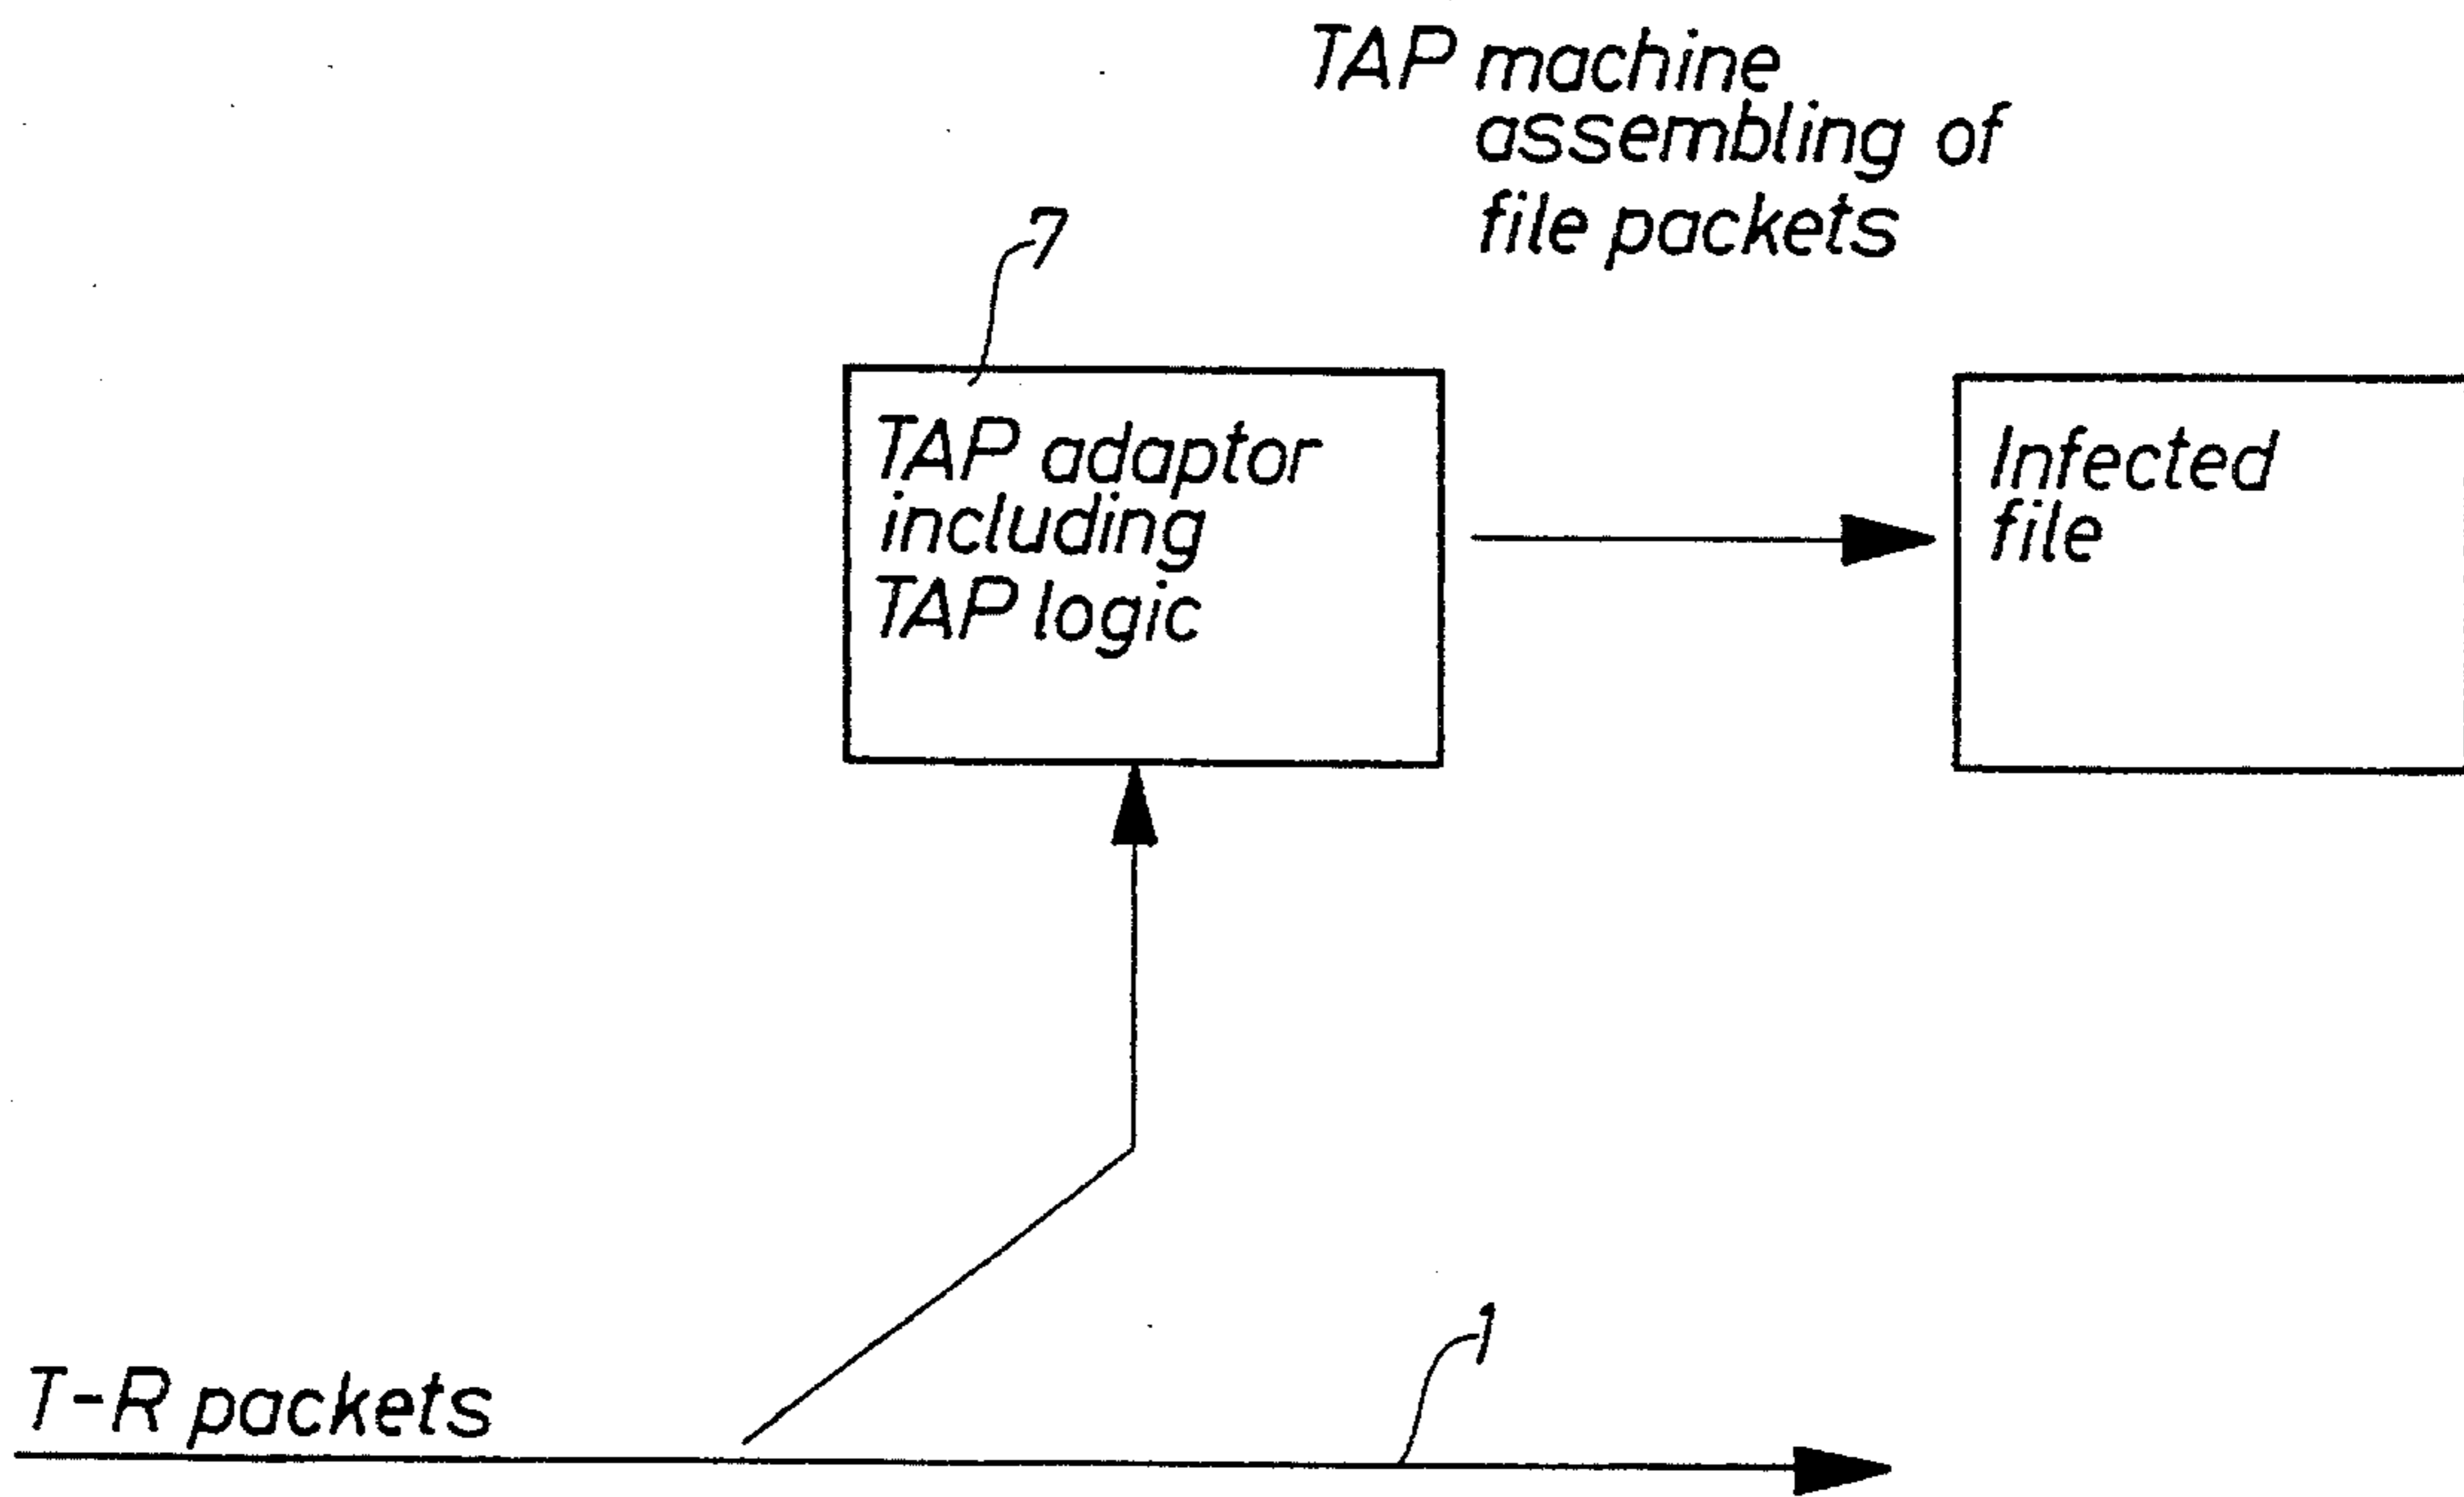 TAP machine
assembling of
file packets
7
TAP adaptor
including
TAP logic
Infected
file
1
T-R packets